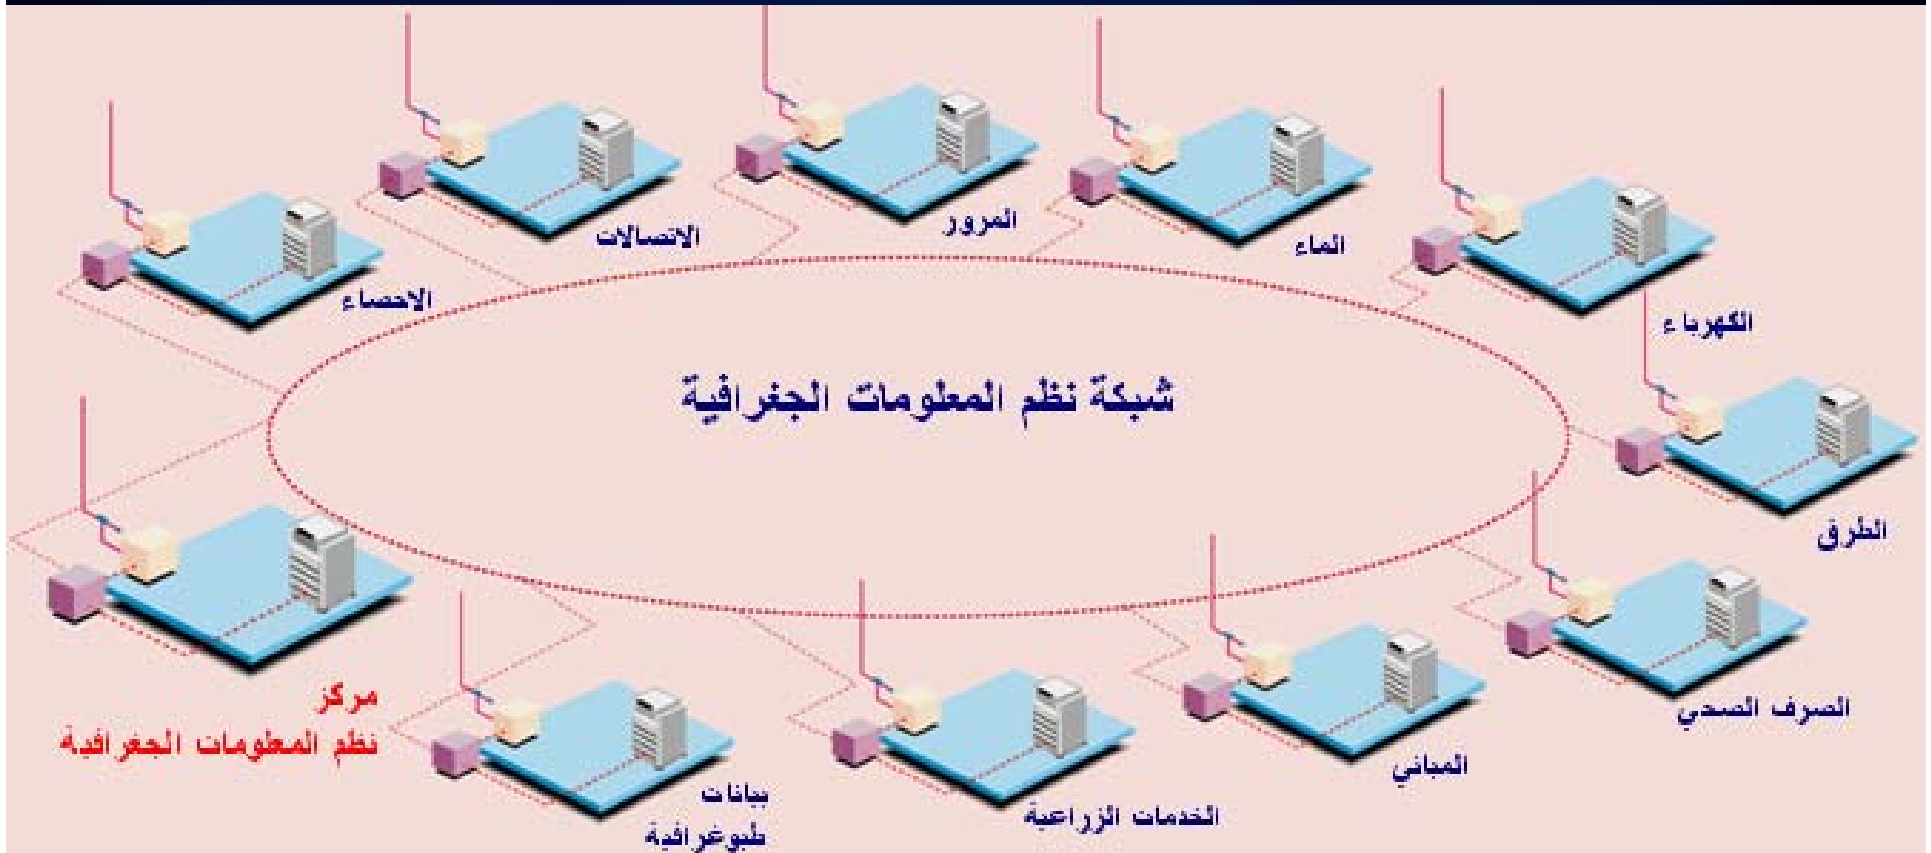 المرور
الماء
الاتصالات
الاحصاء
الكهرباء
شبكة نظم المعلومات الجغرافية
الطرق
الصرف الصحي
مركز
نظم المعلومات الجغرافية
المباني
الخدمات الزراعية
بيانات
طبوغرافية